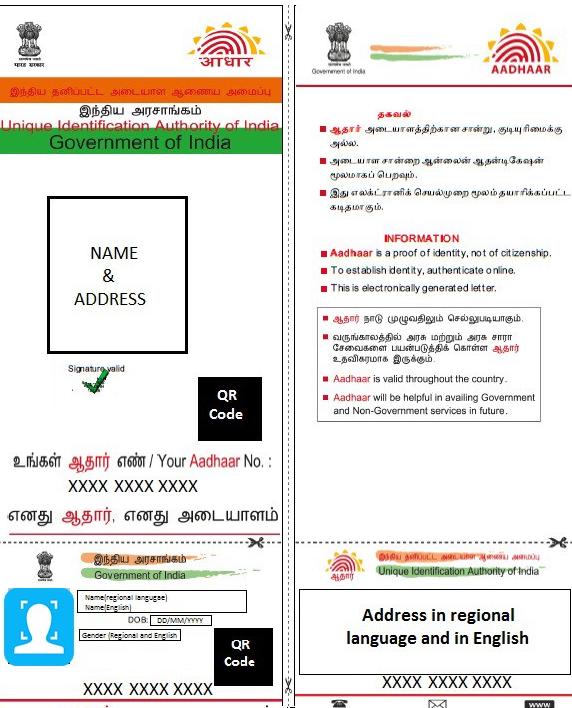 भारत सरकार
आधार
இந்திய தனிப்பட்ட அடையாள ஆணைய அமைப்பு
இந்திய அரசாங்கம்
Unique Identification Authority of India
Government of India
NAME
&
ADDRESS
Signature valid
QR
Code
உங்கள் ஆதார் எண் / Your Aadhaar No. :
XXXX XXXX XXXX
எனது ஆதார், எனது அடையாளம்
இந்திய அரசாங்கம்
Government of India
Name(regional langugae)
Name(English)
DOB: DD/MM/YYYY
Gender (Regional and English
QR
Code
XXXX XXXX XXXX
Government of India
AADHAAR
தகவல்
ஆதார் அடையாளத்திற்கான சான்று, குடியுரிமைக்கு
அல்ல.
அடையாள சான்றை ஆன்லைன் ஆதன்டிகேஷன்
மூலமாகப் பெறவும்.
இது எலக்ட்ரானிக் செயல்முறை மூலம் தயாரிக்கப்பட்ட
கடிதமாகும்.
INFORMATION
Aadhaar is a proof of identity, not of citizenship.
To establish identity, authenticate online.
This is electronically generated letter.
ஆதார் நாடு முழுவதிலும் செல்லுபடியாகும்.
வருங்காலத்தில் அரசு மற்றும் அரசு சாரா
சேவைகளை பயன்படுத்திக் கொள்ள ஆதார்
உதவிகரமாக இருக்கும்.
Aadhaar is valid throughout the country.
Aadhaar will be helpful in availing Government
and Non-Government services in future.
ஆதார்
இந்திய தனிப்பட்ட அடையாள ஆணைய அமைப்பு
Unique Identification Authority of India
Address in regional
language and in English
XXXX XXXX XXXX
www